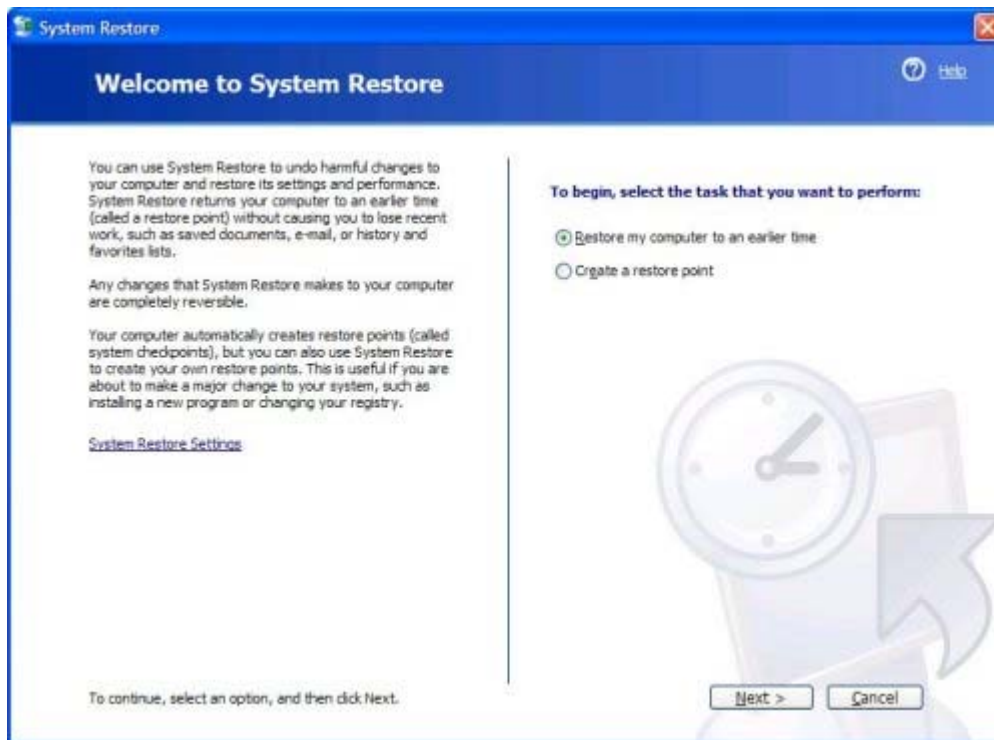 System Restore
Welcome to System Restore
Help
You can use System Restore to undo harmful changes to
your computer and restore its settings and performance.
System Restore returns your computer to an earlier time
(called a restore point) without causing you to lose recent
work, such as saved documents, e-mail, or history and
favorites lists.
Any changes that System Restore makes to your computer
are completely reversible.
Your computer automatically creates restore points (called
system checkpoints), but you can also use System Restore
to create your own restore points. This is useful if you are
about to make a major change to your system, such as
installing a new program or changing your registry.
System Restore Settings
To begin, select the task that you want to perform:
Restore my computer to an earlier time
Create a restore point
To continue, select an option, and then click Next.
Next >
Cancel